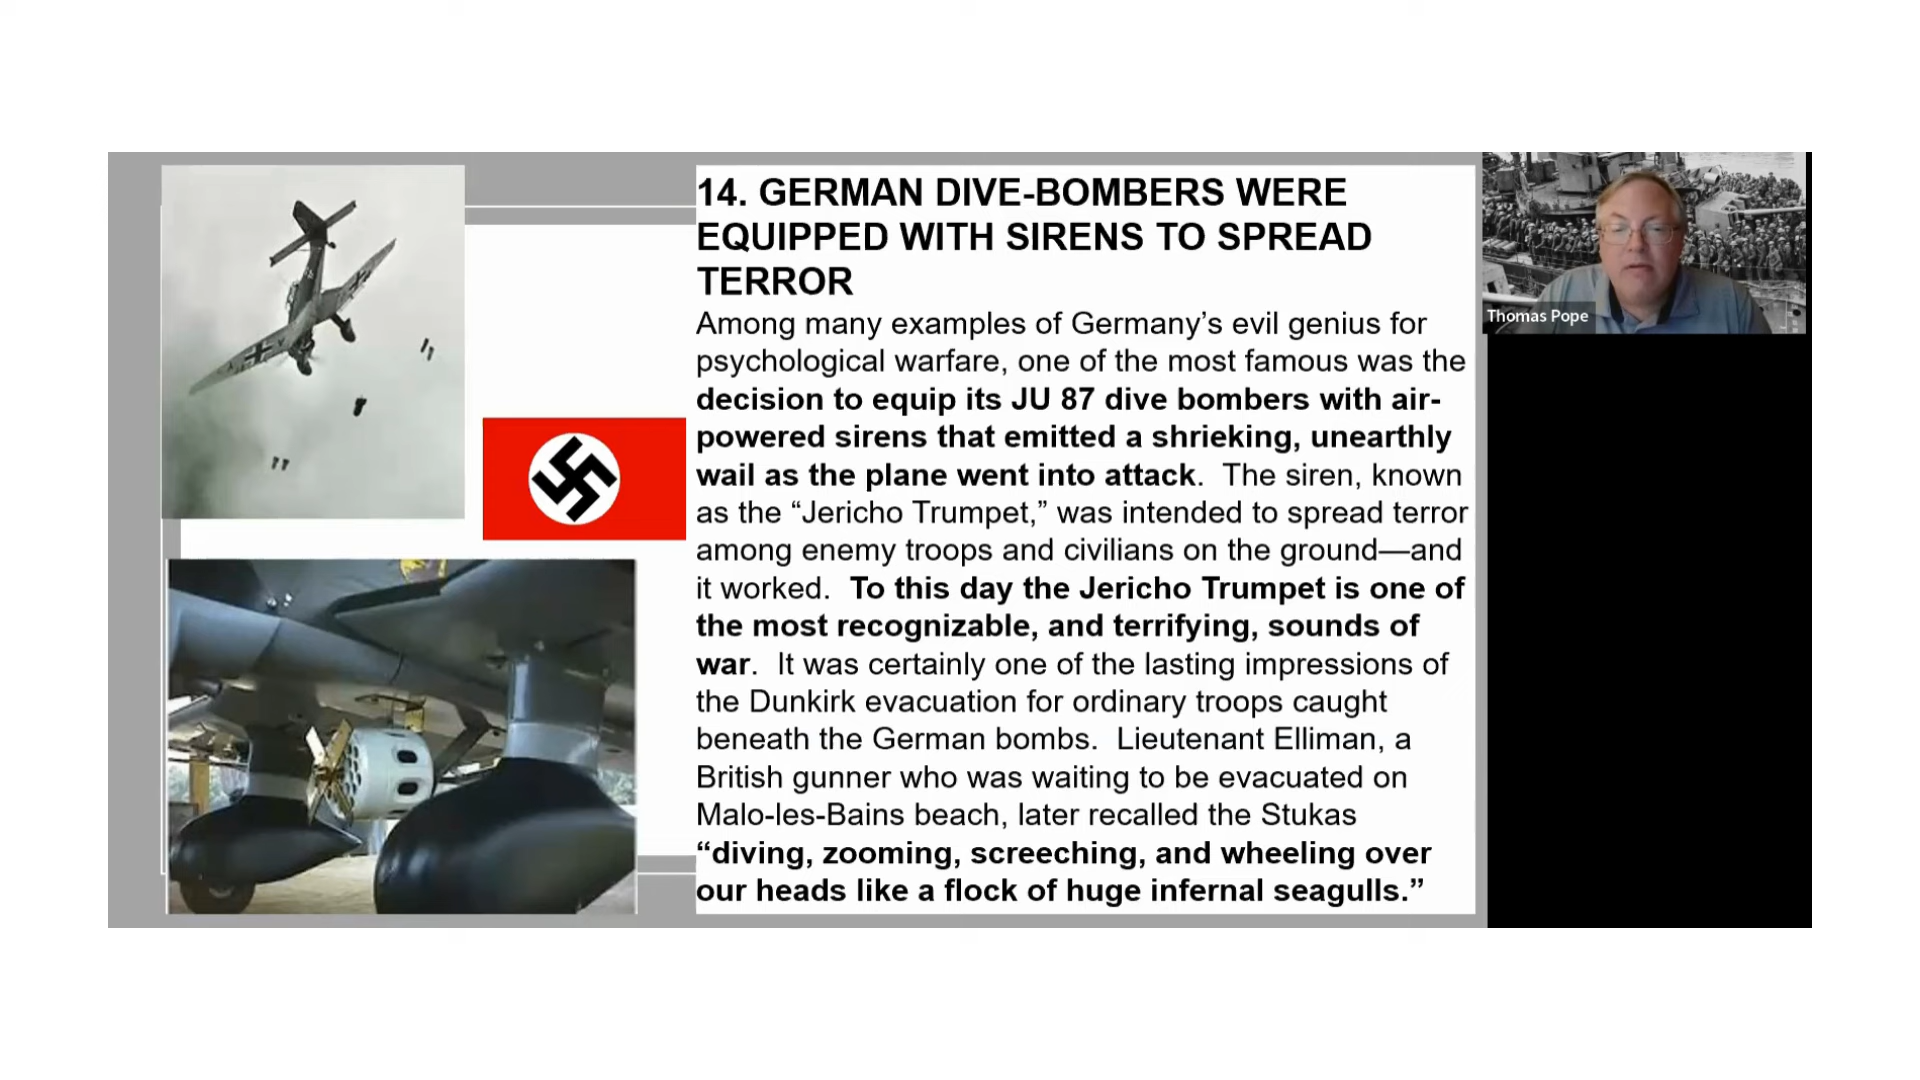 14. GERMAN DIVE-BOMBERS WERE
EQUIPPED WITH SIRENS TO SPREAD
TERROR
Among many examples of Germany’s evil genius for
psychological warfare, one of the most famous was the
decision to equip its JU 87 dive bombers with air-
powered sirens that emitted a shrieking, unearthly
wail as the plane went into attack.  The siren, known
as the “Jericho Trumpet,” was intended to spread terror
among enemy troops and civilians on the ground—and
it worked.  To this day the Jericho Trumpet is one of
the most recognizable, and terrifying, sounds of
war.  It was certainly one of the lasting impressions of
the Dunkirk evacuation for ordinary troops caught
beneath the German bombs.  Lieutenant Elliman, a
British gunner who was waiting to be evacuated on
Malo-les-Bains beach, later recalled the Stukas
“diving, zooming, screeching, and wheeling over
our heads like a flock of huge infernal seagulls.”
Thomas Pope